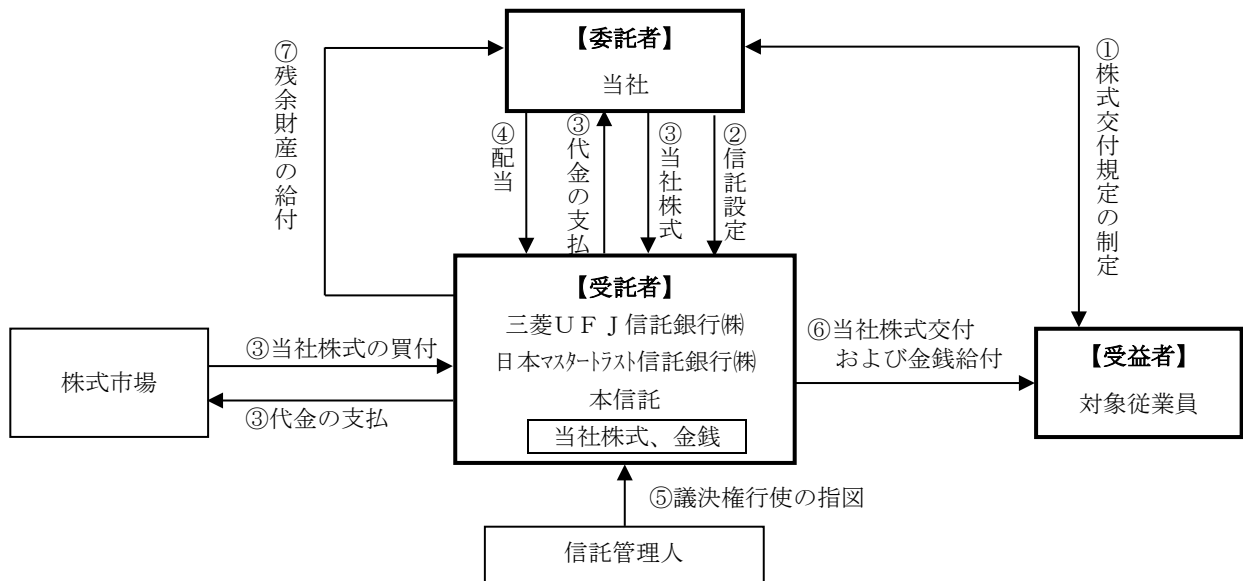 【委託者】
当社
⑦残余財産の給付
①株式交付規定の制定
④配当
③代金の支払
③当社株式
②信託設定
【受託者】
三菱ＵＦＪ信託銀行㈱
日本ﾏｽﾀｰﾄﾗｽﾄ信託銀行㈱
本信託
当社株式、金銭
株式市場
③当社株式の買付
③代金の支払
⑥当社株式交付
および金銭給付
【受益者】
対象従業員
⑤議決権行使の指図
信託管理人